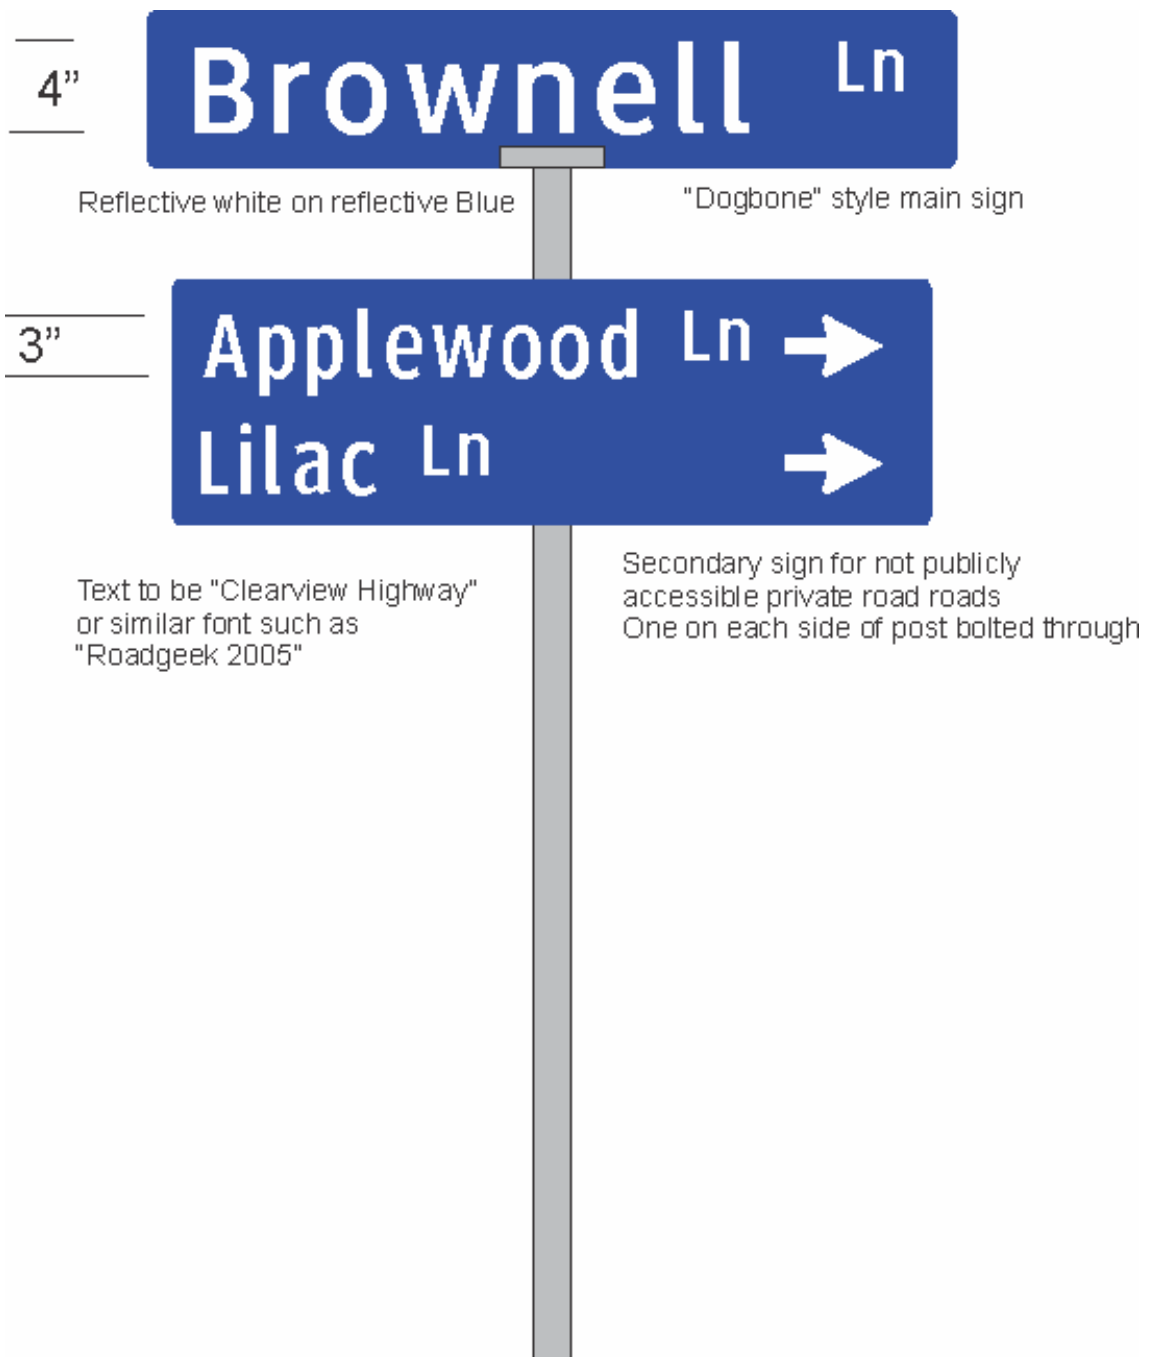 Brownell Ln
4”
Reflective white on reflective Blue
"Dogbone" style main sign
Applewood Ln
3”
Lilac Ln
Text to be "Clearview Highway"
or similar font such as
"Roadgeek 2005"
Secondary sign for not publicly
accessible private road roads
One on each side of post bolted through